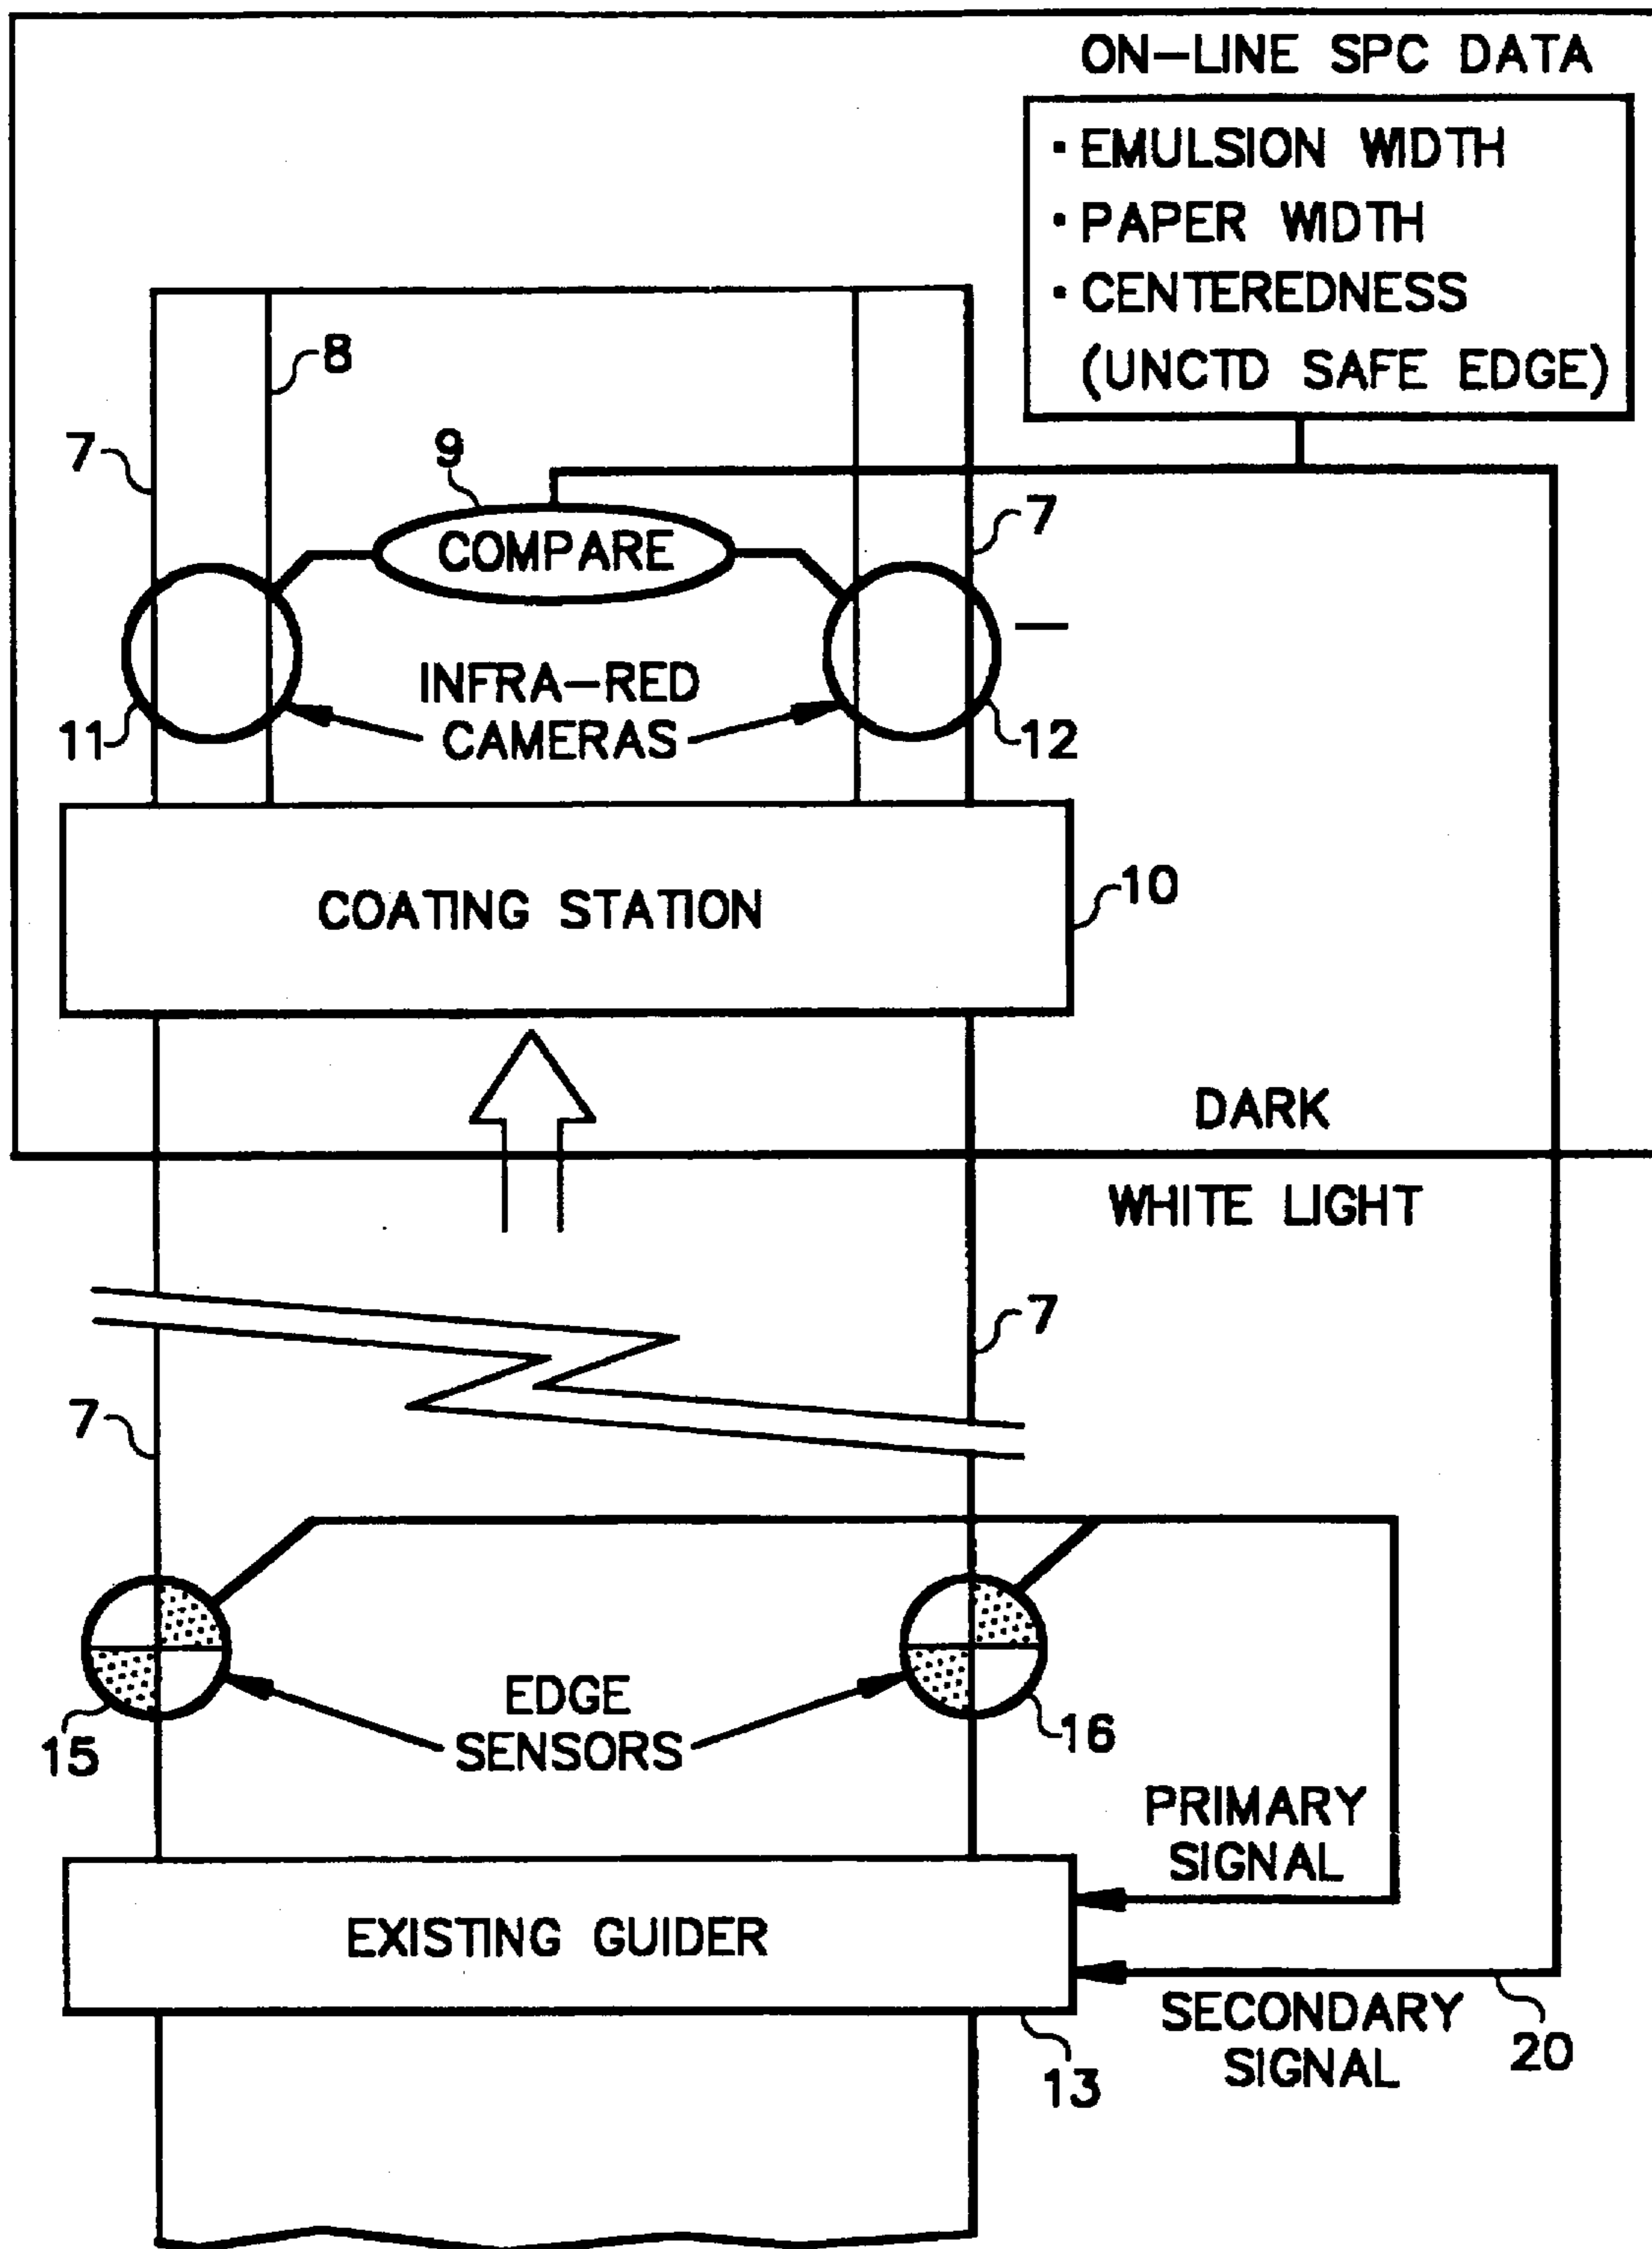 ON-LINE SPC DATA
· EMULSION WIDTH
· PAPER WIDTH
· CENTEREDNESS
(UNCTD SAFE EDGE)
8
7
9
7
COMPARE
INFRA-RED
CAMERAS
11
12
COATING STATION
10
DARK
WHITE LIGHT
7
7
EDGE
SENSORS
15
16
PRIMARY
SIGNAL
EXISTING GUIDER
SECONDARY
SIGNAL
20
13